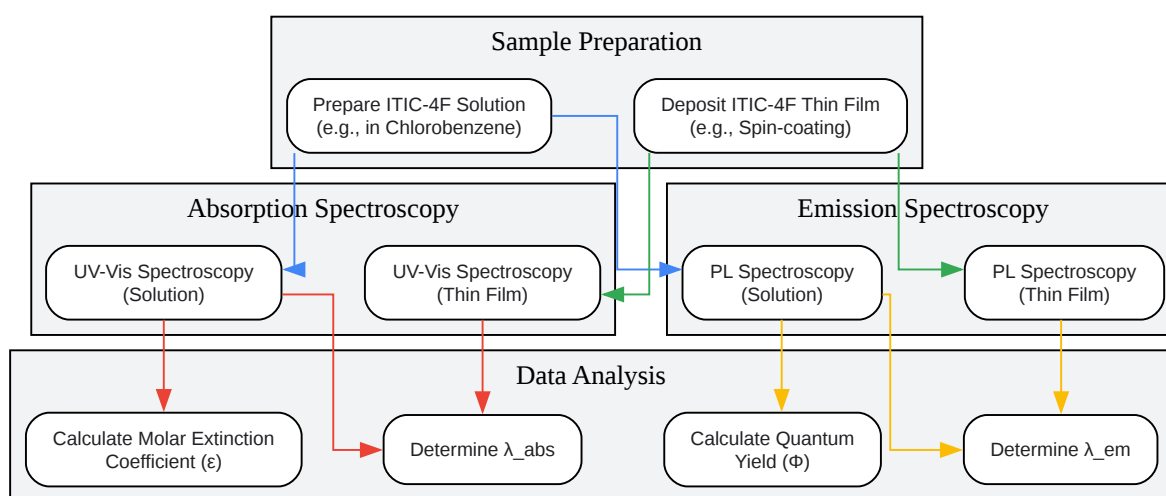 Sample Preparation
Prepare ITIC-4F Solution
(e.g., in Chlorobenzene)
Deposit ITIC-4F Thin Film
(e.g., Spin-coating)
Absorption Spectroscopy
Emission Spectroscopy
UV-Vis Spectroscopy
(Solution)
UV-Vis Spectroscopy
(Thin Film)
PL Spectroscopy
(Solution)
PL Spectroscopy
(Thin Film)
Data Analysis
Calculate Molar Extinction
Coefficient (ε)
Determine λ_abs
Calculate Quantum
Yield (Φ)
Determine λ_em